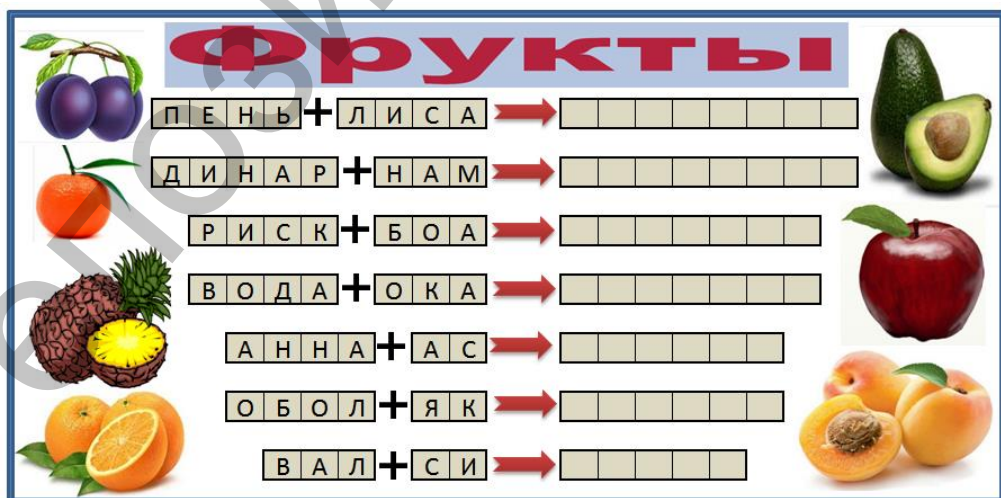 Фрукты
ПЕНЬ + ЛИСА
ДИНАР + НАМ
РИСК + БОА
ВОДА + ОКА
АННА + АС
ОБОЛ + ЯК
ВАЛ + СИ